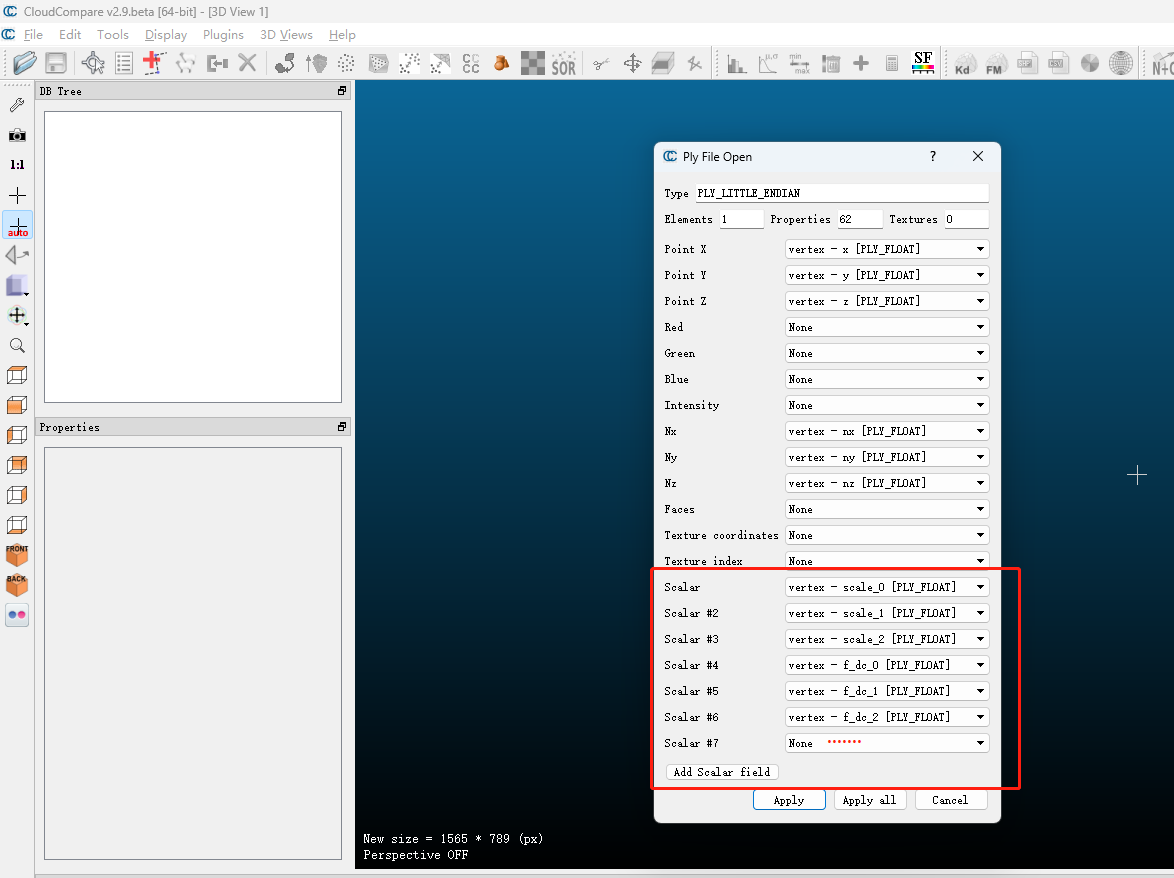 CloudCompare v2.9.beta [64-bit] - [3D View 1]
File Edit Tools Display Plugins 3D Views Help
CC CC SOR μ,σ min max SF Kd FM CSV N+C
DB Tree
1:1
auto
Properties
FRONT
BACK
Ply File Open ?
Type PLY_LITTLE_ENDIAN
Elements 1 Properties 62 Textures 0
Point X vertex - x [PLY_FLOAT]
Point Y vertex - y [PLY_FLOAT]
Point Z vertex - z [PLY_FLOAT]
Red None
Green None
Blue None
Intensity None
Nx vertex - nx [PLY_FLOAT]
Ny vertex - ny [PLY_FLOAT]
Nz vertex - nz [PLY_FLOAT]
Faces None
Texture coordinates None
Texture index None
Scalar vertex - scale_0 [PLY_FLOAT]
Scalar #2 vertex - scale_1 [PLY_FLOAT]
Scalar #3 vertex - scale_2 [PLY_FLOAT]
Scalar #4 vertex - f_dc_0 [PLY_FLOAT]
Scalar #5 vertex - f_dc_1 [PLY_FLOAT]
Scalar #6 vertex - f_dc_2 [PLY_FLOAT]
Scalar #7 None .......
Add Scalar field
Apply Apply all Cancel
New size = 1565 * 789 (px)
Perspective OFF